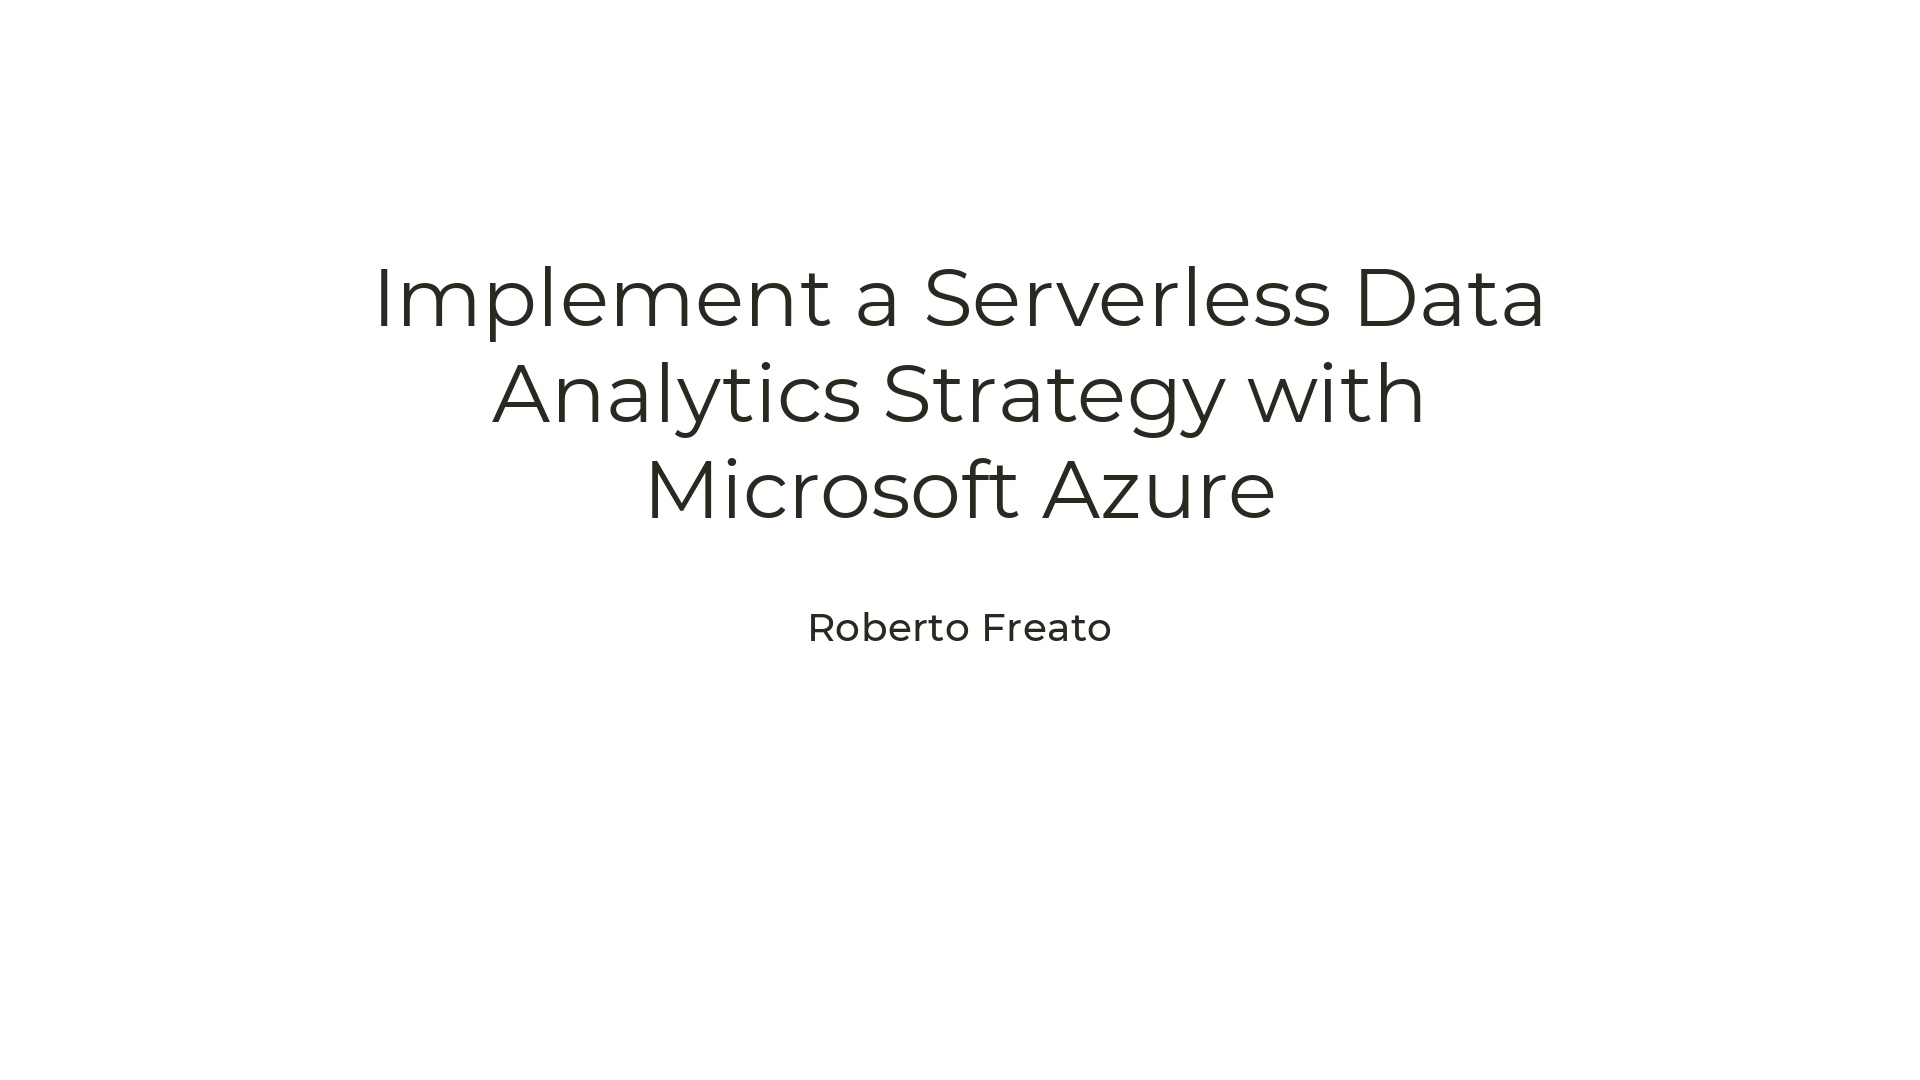 Implement a Serverless Data
Analytics Strategy with
Microsoft Azure
Roberto Freato